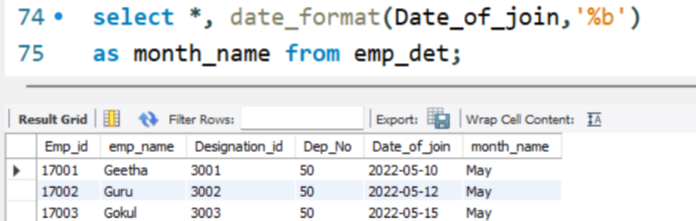 74 select *, date_format(Date_of_join,'%b')
75 as month_name from emp_det;
Result Grid Filter Rows: Export: Wrap Cell Content: IA
Emp_id emp_name Designation_id Dep_No Date_of_join month_name
17001 Geetha 3001 50 2022-05-10 May
17002 Guru 3002 50 2022-05-12 May
17003 Gokul 3003 50 2022-05-15 May